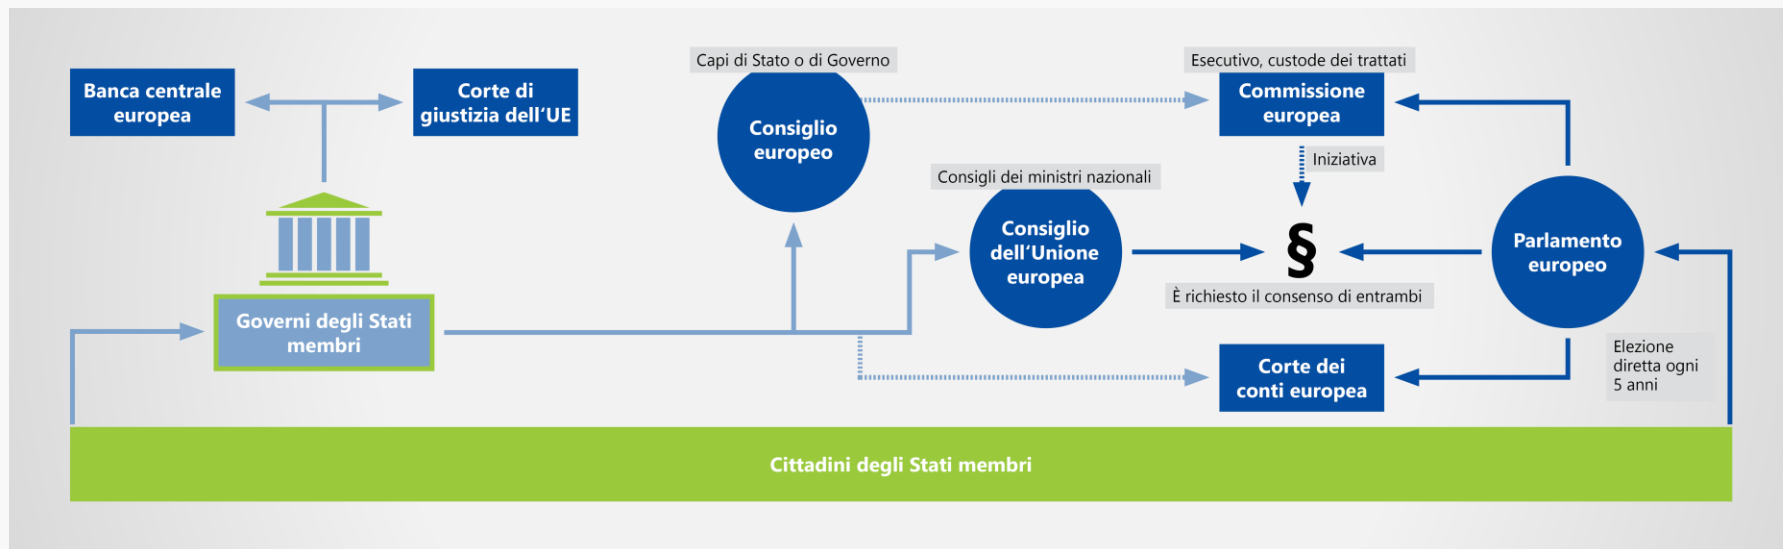 Banca centrale
europea
Corte di
giustizia dell‘UE
Capi di Stato o di Governo
Consiglio
europeo
Esecutivo, custode dei trattati
Commissione
europea
Iniziativa
Consigli dei ministri nazionali
Consiglio
dell‘Unione
europea
§
È richiesto il consenso di entrambi
Parlamento
europeo
Governi degli Stati
membri
Corte dei
conti europea
Elezione
diretta ogni
5 anni
Cittadini degli Stati membri